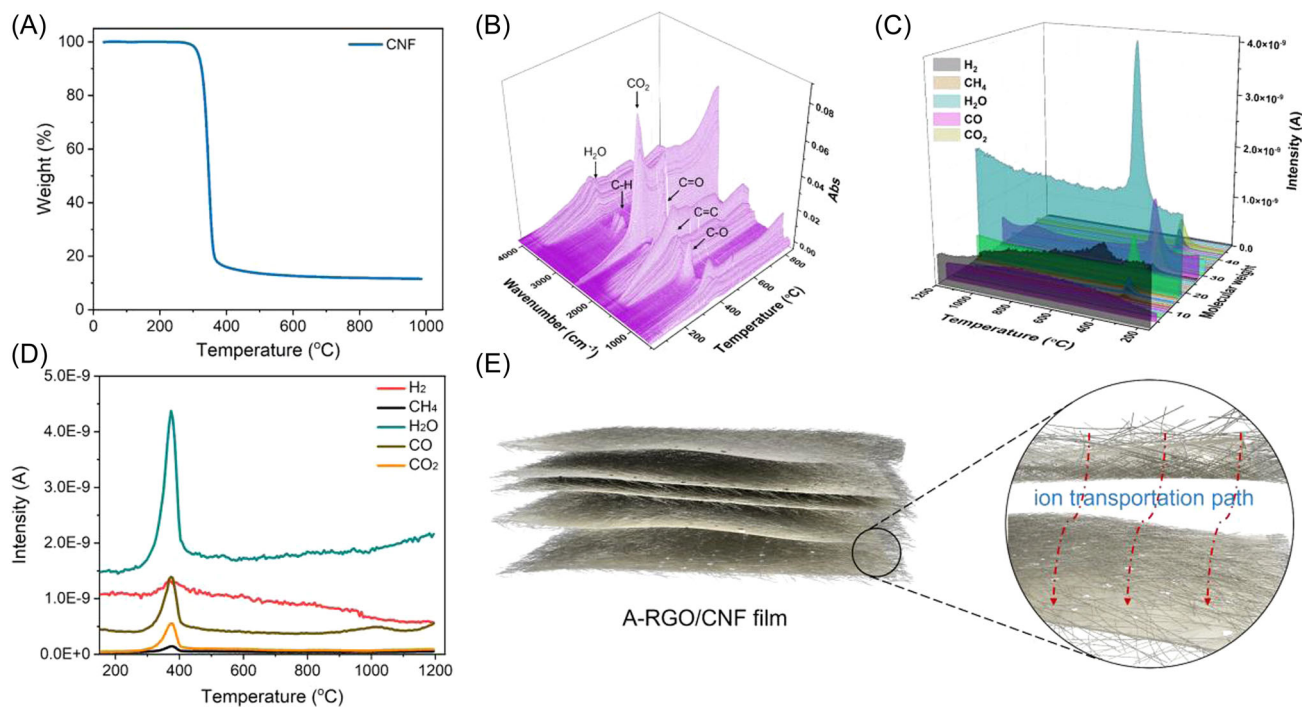 (A)
CNF
100
80
60
40
20
0
Weight (%)
0
200
400
600
800
1000
Temperature (°C)
(B)
CO₂
H₂O
C-H
C=O
C=C
C-O
0.08
0.06
0.04
0.02
0.00
Abs
4000
3000
2000
1000
Wavenumber (cm⁻¹)
200
400
600
800
Temperature (°C)
(C)
H₂
CH₄
H₂O
CO
CO₂
4.0×10⁻⁹
3.0×10⁻⁹
2.0×10⁻⁹
1.0×10⁻⁹
0.0
Intensity (A)
40
30
20
10
Molecular weight
1200
1000
800
600
400
200
Temperature (°C)
(D)
5.0E-9
4.0E-9
3.0E-9
2.0E-9
1.0E-9
0.0E+0
Intensity (A)
H₂
CH₄
H₂O
CO
CO₂
200
400
600
800
1000
1200
Temperature (°C)
(E)
ion transportation path
A-RGO/CNF film